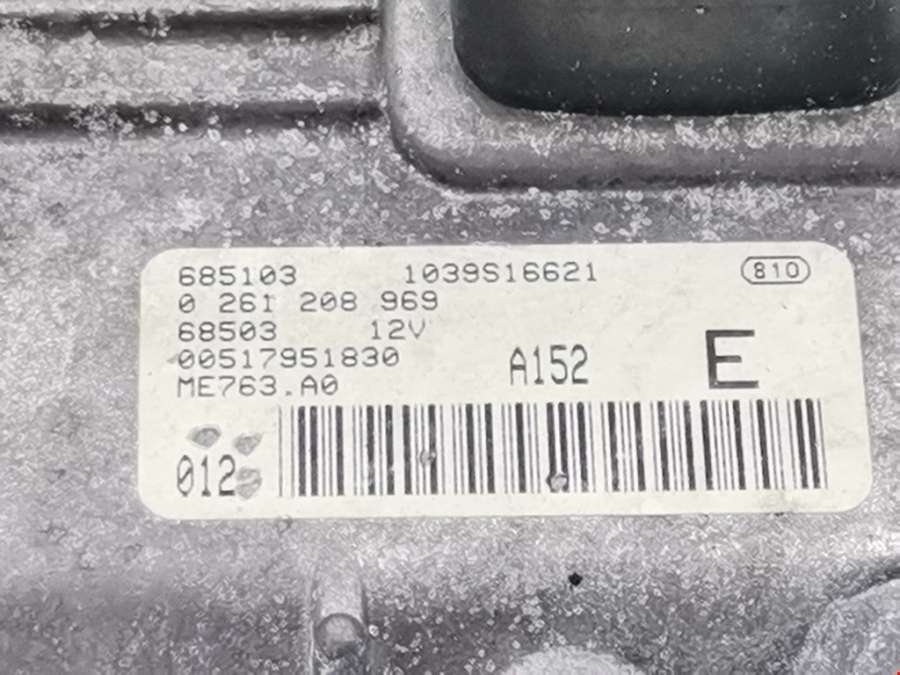 685103 1039S16621 810
0 261 208 969
68503 12V
00517951830 A152 E
ME763.A0
012